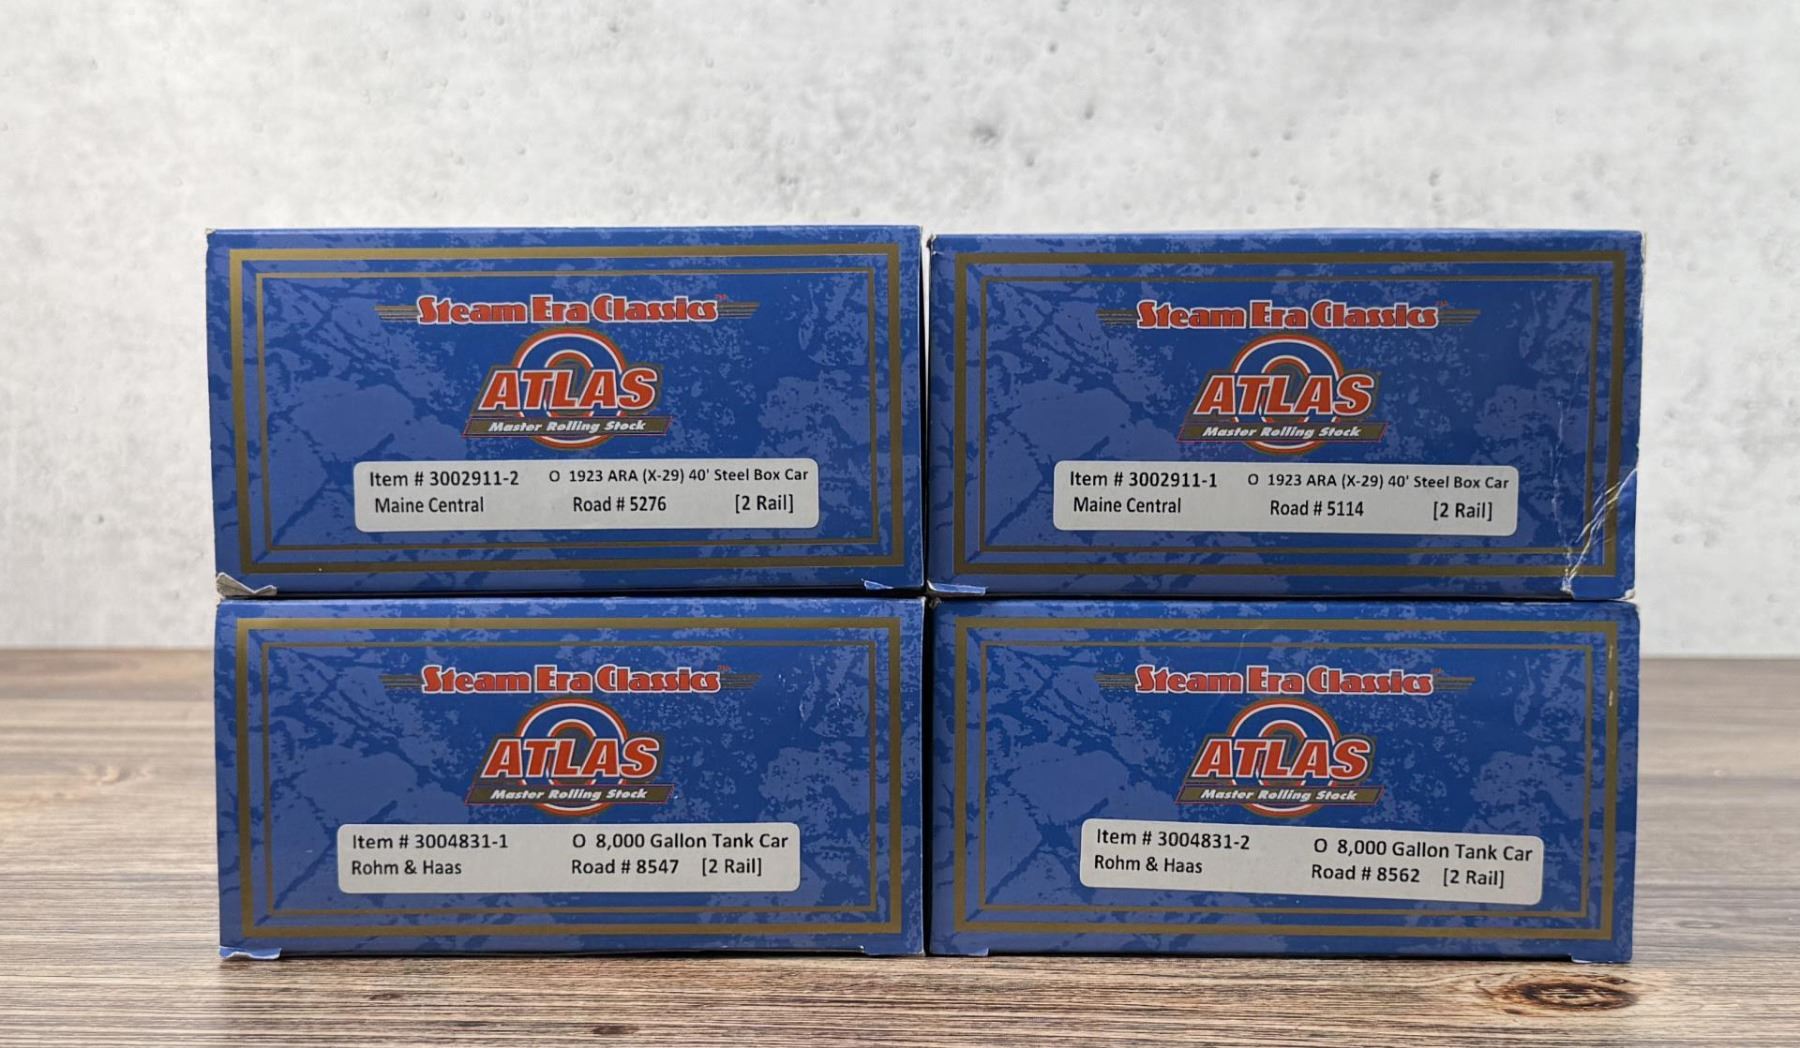 Steam Era Classics™
ATLAS
Master Rolling Stock
Item # 3002911-2 O 1923 ARA (X-29) 40' Steel Box Car
Maine Central Road # 5276 [2 Rail]
Steam Era Classics™
ATLAS
Master Rolling Stock
Item # 3002911-1 O 1923 ARA (X-29) 40' Steel Box Car
Maine Central Road # 5114 [2 Rail]
Steam Era Classics™
ATLAS
Master Rolling Stock
Item # 3004831-1 O 8,000 Gallon Tank Car
Rohm & Haas Road # 8547 [2 Rail]
Steam Era Classics™
ATLAS
Master Rolling Stock
Item # 3004831-2 O 8,000 Gallon Tank Car
Rohm & Haas Road # 8562 [2 Rail]